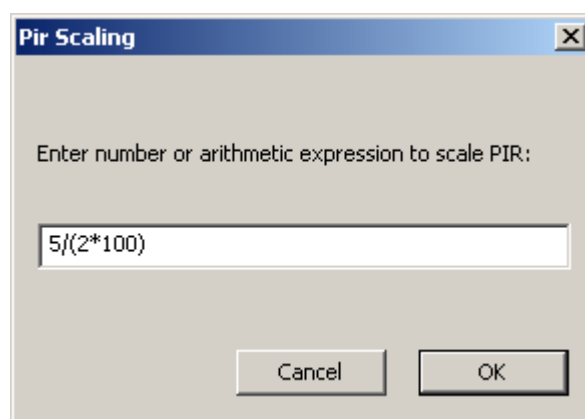 Pir Scaling
Enter number or arithmetic expression to scale PIR:
5/(2*100)
Cancel OK